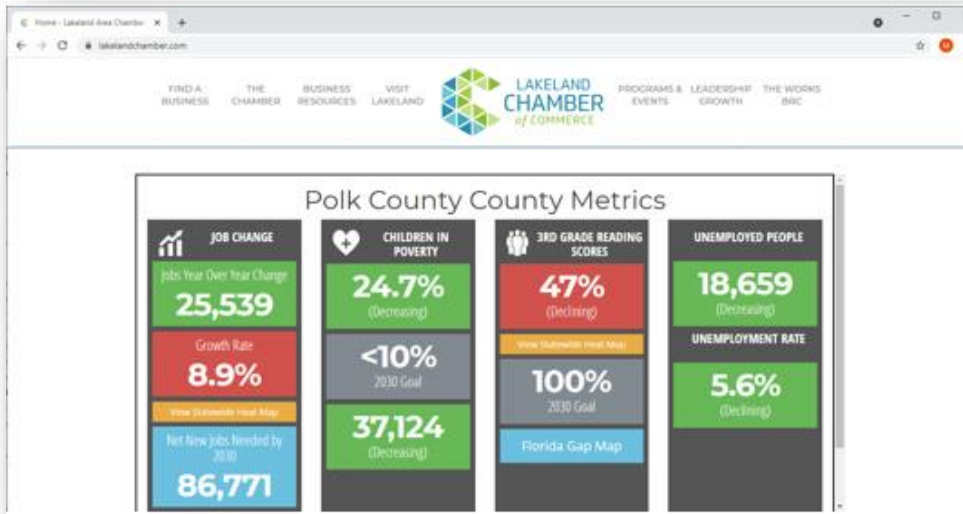 Home - Lakeland Area Chamber
lakelandchamber.com
FIND A BUSINESS
THE CHAMBER
BUSINESS RESOURCES
VISIT LAKELAND
LAKELAND
CHAMBER
of COMMERCE
PROGRAMS & EVENTS
LEADERSHIP GROWTH
THE WORKS BRC
Polk County County Metrics
JOB CHANGE
Jobs Year Over Year Change
25,539
Growth Rate
8.9%
View Statewide Heat Map
Net New Jobs Needed by
2030
86,771
CHILDREN IN
POVERTY
24.7%
(Decreasing)
<10%
2030 Goal
37,124
(Decreasing)
3RD GRADE READING
SCORES
47%
(Declining)
View Statewide Heat Map
100%
2030 Goal
Florida Gap Map
UNEMPLOYED PEOPLE
18,659
(Decreasing)
UNEMPLOYMENT RATE
5.6%
(Declining)